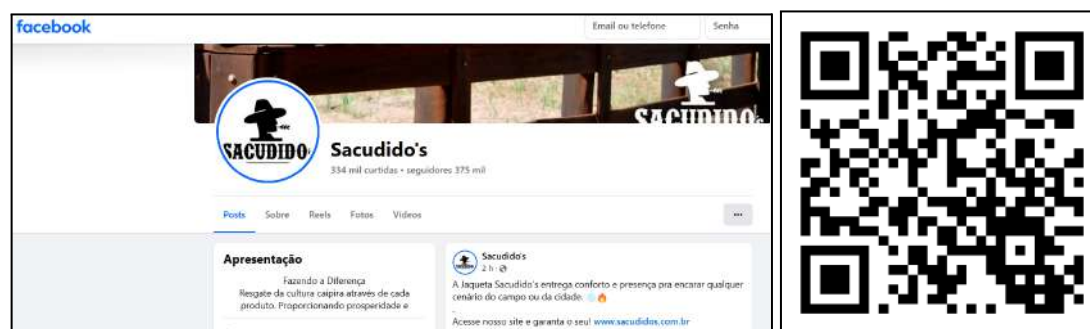 facebook
Email ou telefone
Senha
SACUDIDO's
SACUDIDO's
Sacudido's
334 mil curtidas • seguidores 375 mil
Posts
Sobre
Reels
Fotos
Vídeos
Apresentação
Fazendo a Diferença
Resgate da cultura caipira através de cada
produto. Proporcionando prosperidade e
Sacudido's
2 h
A Jaqueta Sacudido's entrega conforto e presença pra encarar qualquer
cenário do campo ou da cidade.
.
Acesse nosso site e garanta o seu! www.sacudidos.com.br